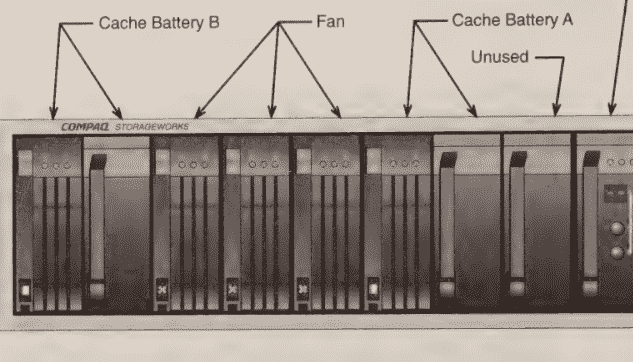 Cache Battery B
Fan
Cache Battery A
Unused
COMPAQ STORAGEWORKS